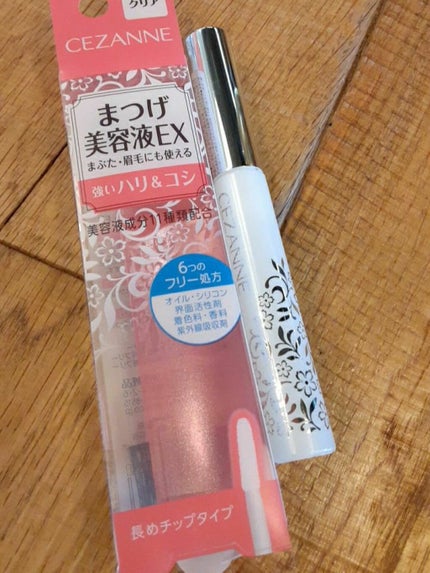 クリア
CEZANNE
まつげ
美容液EX
まぶた・眉毛にも使える
強いハリ&コシ
美容液成分11種類配合
6つの
フリー処方
オイル・シリコン
界面活性剤
着色料・香料
紫外線吸収剤
長めチップタイプ
CEZANNE